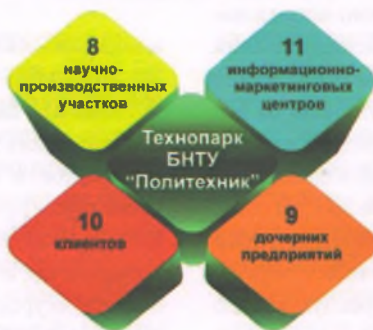 8
научно-
производственных
участков
11
информационно-
маркетинговых
центров
Технопарк
БНТУ
“Политехник”
10
клиентов
9
дочерних
предприятий